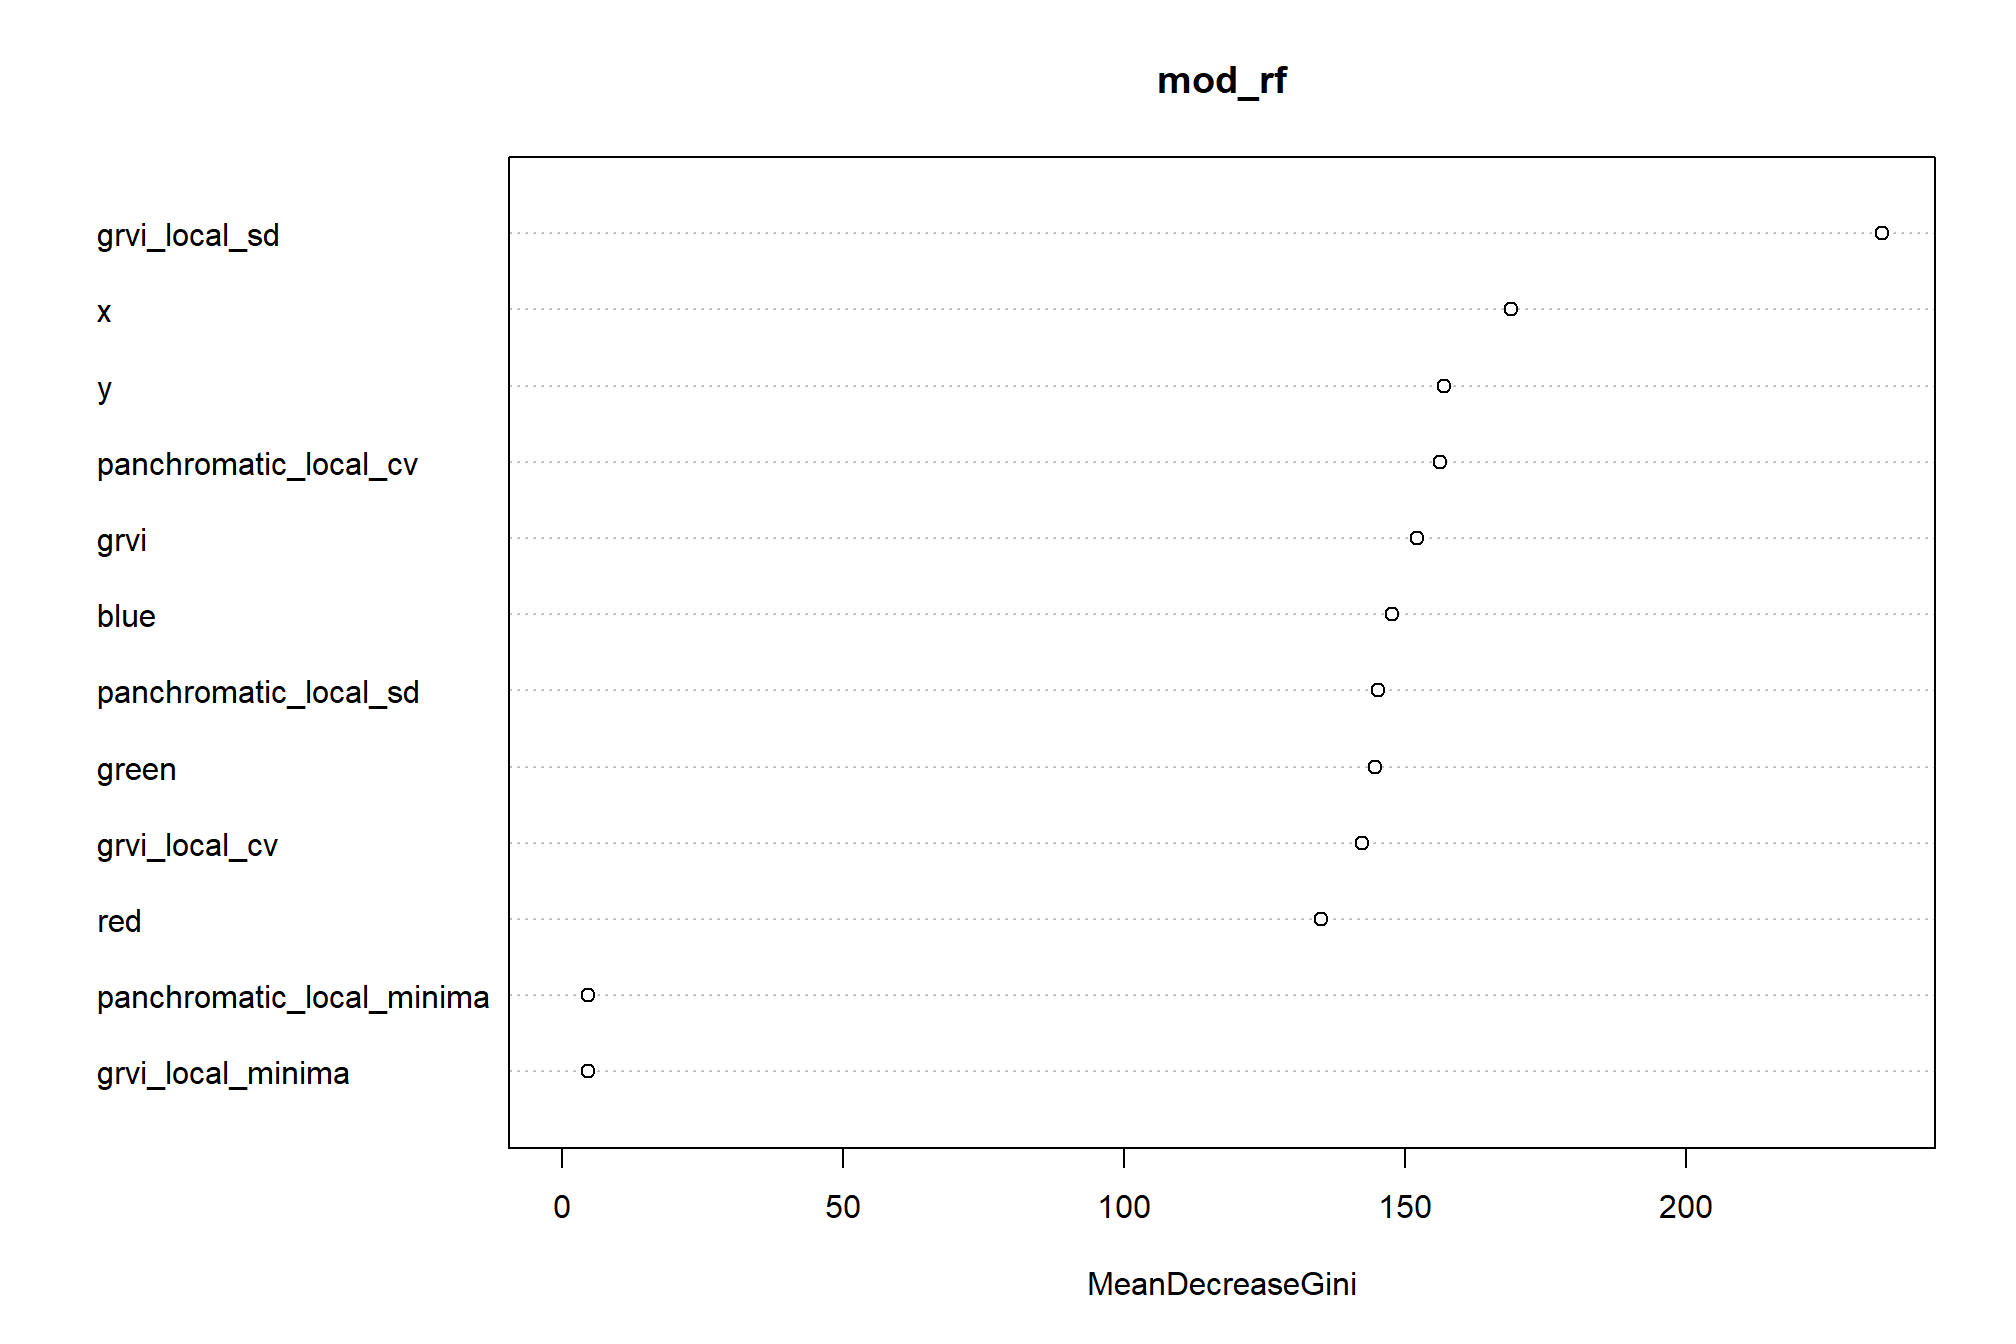 mod_rf
grvi_local_sd
x
y
panchromatic_local_cv
grvi
blue
panchromatic_local_sd
green
grvi_local_cv
red
panchromatic_local_minima
grvi_local_minima
0 50 100 150 200
MeanDecreaseGini